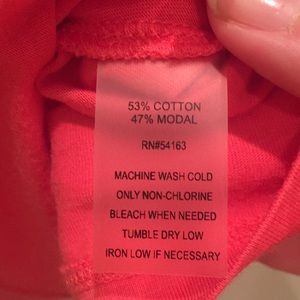 53% COTTON
47% MODAL
RN#54163
MACHINE WASH COLD
ONLY NON-CHLORINE
BLEACH WHEN NEEDED
TUMBLE DRY LOW
IRON LOW IF NECESSARY